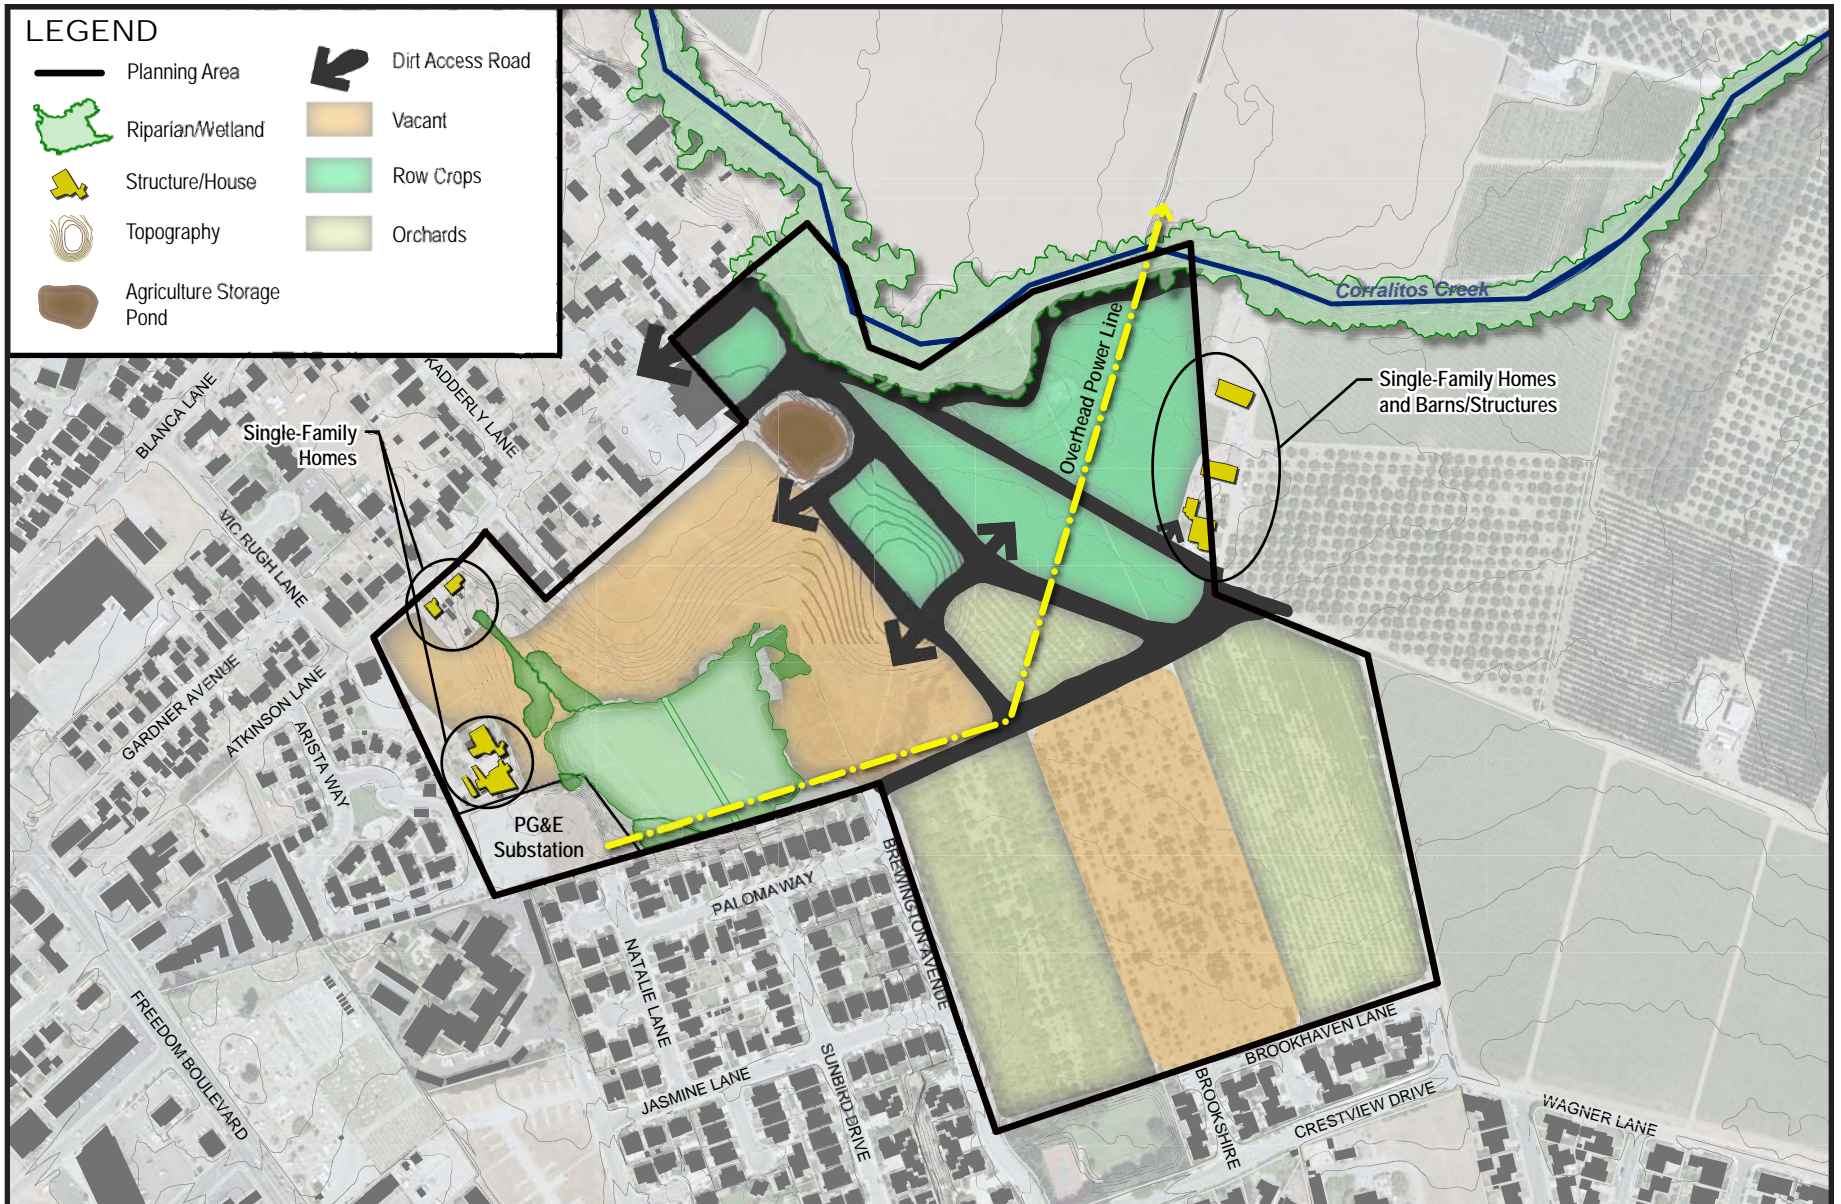 LEGEND
Planning Area
Riparian/Wetland
Structure/House
Topography
Agriculture Storage
Pond
Dirt Access Road
Vacant
Row Crops
Orchards
Corralitos Creek
Overhead Power Line
Single-Family Homes
and Barns/Structures
Single-Family
Homes
KADDERLY LANE
BLANCA LANE
VIC RUGH LANE
GARDNER AVENUE
ATKINSON LANE
ARISTA WAY
PG&E
Substation
PALOMA WAY
BREWINGTON AVENUE
NATALIE LANE
FREEDOM BOULEVARD
JASMINE LANE
SUNBIRD DRIVE
BROOKHAVEN LANE
BROOKSHIRE
CRESTVIEW DRIVE
WAGNER LANE